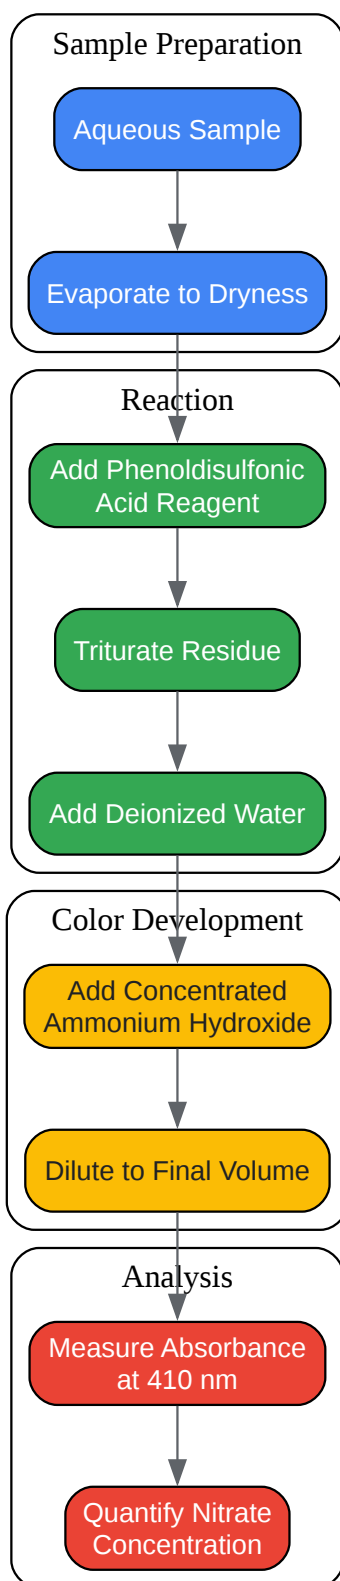 Sample Preparation
Aqueous Sample
Evaporate to Dryness
Reaction
Add Phenoldisulfonic
Acid Reagent
Triturate Residue
Add Deionized Water
Color Development
Add Concentrated
Ammonium Hydroxide
Dilute to Final Volume
Analysis
Measure Absorbance
at 410 nm
Quantify Nitrate
Concentration